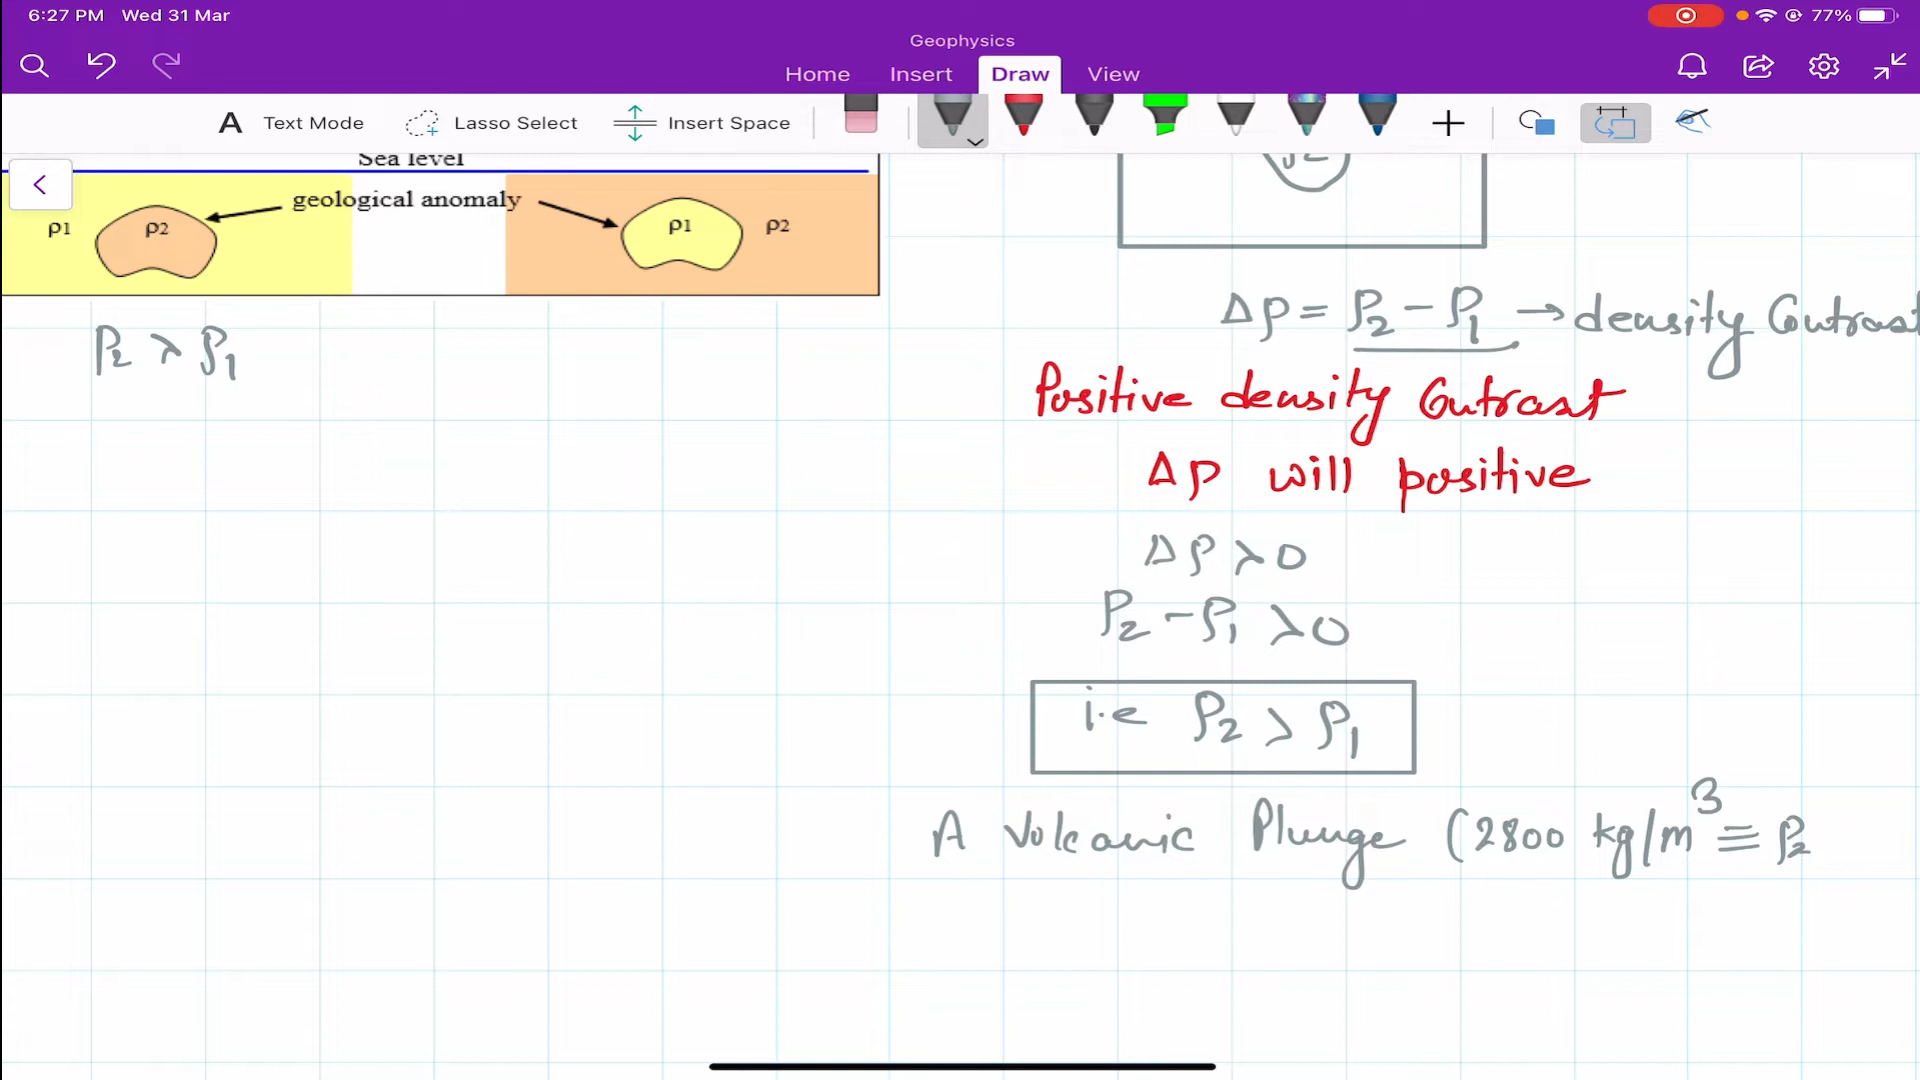 6:27 PM Wed 31 Mar
77%
Geophysics
Home Insert Draw View
A Text Mode Lasso Select Insert Space
Sea level
geological anomaly
ρ1 ρ2 ρ1 ρ2
ρ2 > ρ1
Δρ = ρ2 - ρ1 → density Contrast
Positive density Contrast
Δρ will positive
Δρ > 0
ρ2 - ρ1 > 0
i.e ρ2 > ρ1
A Volcanic Plunge (2800 kg/m³ ≡ ρ2